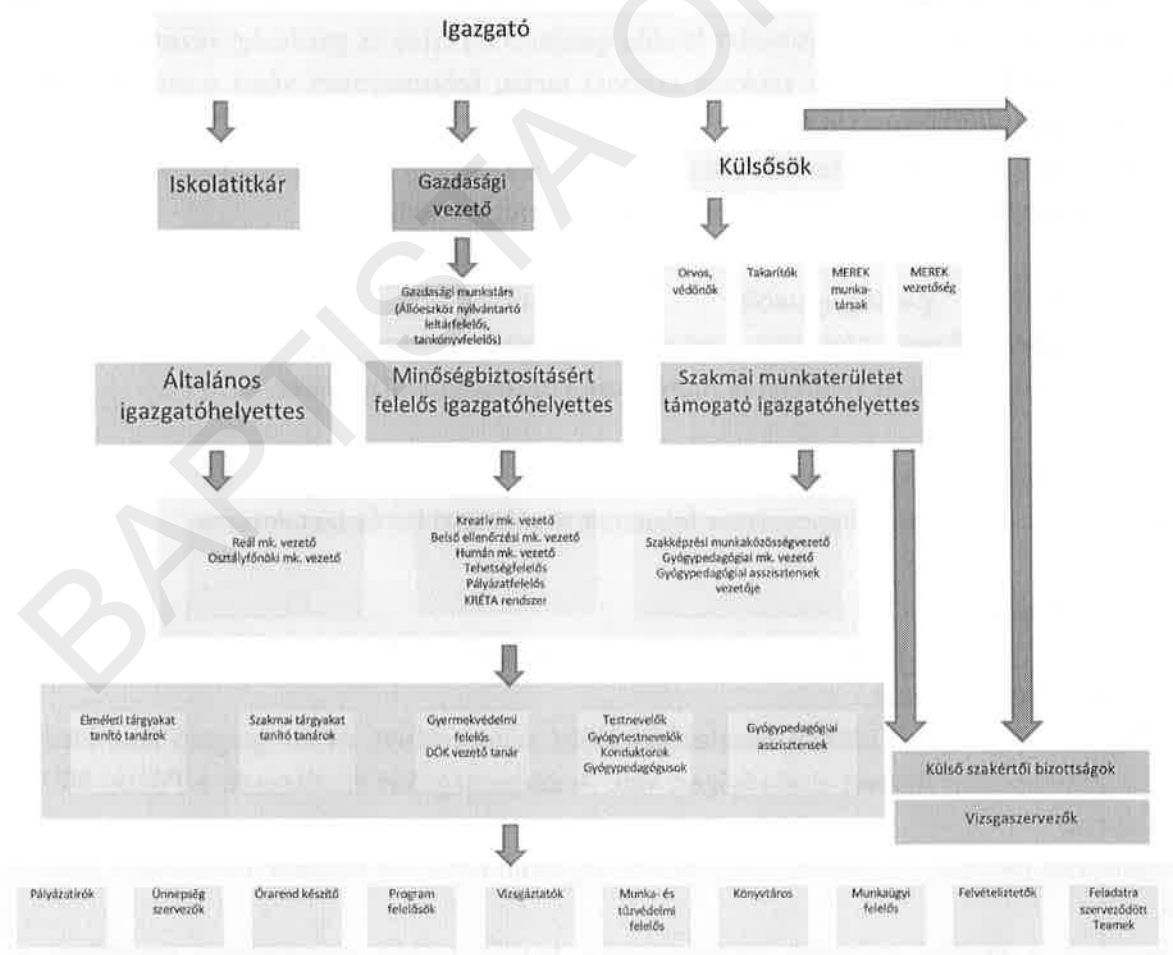 Igazgató
Iskolatitkár
Gazdasági
vezető
Külsősök
Gazdasági munkatárs
(Állóeszköz nyilvántartó
leltárfelelős,
tankönyvfelelős)
Orvos,
védőnők
Takarítók
MEREK
munka-
társak
MEREK
vezetőség
Általános
igazgatóhelyettes
Minőségbiztosításért
felelős igazgatóhelyettes
Szakmai munkaterületet
támogató igazgatóhelyettes
Reál mk. vezető
Osztályfőnöki mk. vezető
Kreatív mk. vezető
Belső ellenőrzési mk. vezető
Humán mk. vezető
Tehetségfelelős
Pályázatfelelős
KRÉTA rendszer
Szakképzési munkaközösségvezető
Gyógypedagógiai mk. vezető
Gyógypedagógiai asszisztensek
vezetője
Elméleti tárgyakat
tanító tanárok
Szakmai tárgyakat
tanító tanárok
Gyermekvédelmi
felelős
DÖK vezető tanár
Testnevelők
Gyógytestnevelők
Konduktorok
Gyógypedagógusok
Gyógypedagógiai
asszisztensek
Külső szakértői bizottságok
Vizsgaszervezők
Pályázatírók
Ünnepség
szervezők
Órarend készítő
Program
felelősök
Vizsgáztatók
Munka- és
tűzvédelmi
felelős
Könyvtáros
Munkaügyi
felelős
Felvételiztetők
Feladatra
szerveződött
Teamek
BAPTISTA